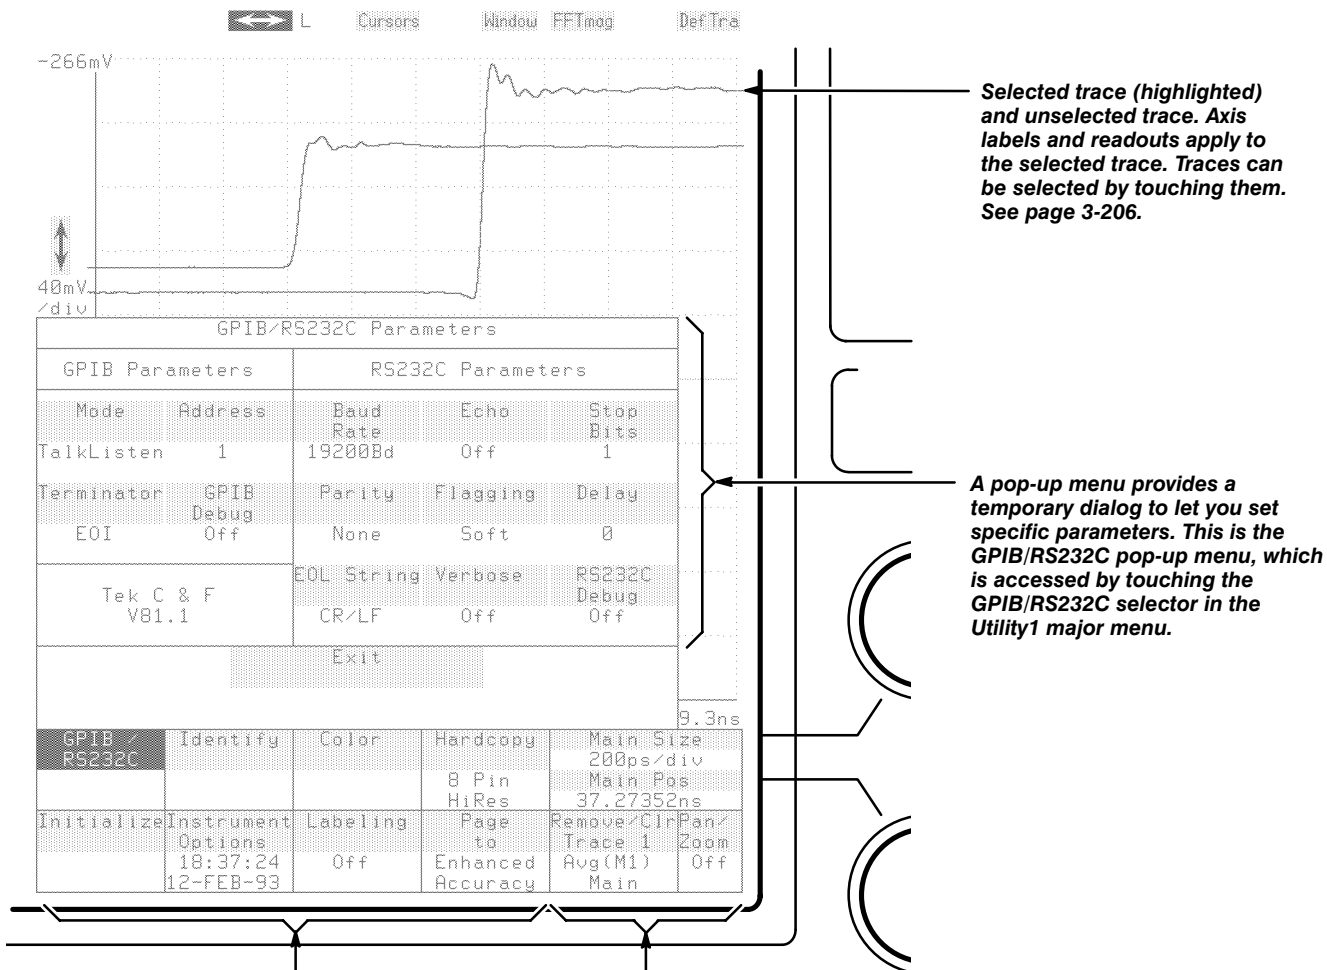 L Cursors Window FFTmag DefTra
-266mV
Selected trace (highlighted)
and unselected trace. Axis
labels and readouts apply to
the selected trace. Traces can
be selected by touching them.
See page 3-206.
40mV
/div
GPIB/RS232C Parameters
GPIB Parameters RS232C Parameters
Mode Address Baud Echo Stop
Rate Bits
TalkListen 1 19200Bd Off 1
Terminator GPIB Parity Flagging Delay
Debug
EOI Off None Soft 0
EOL String Verbose RS232C
Tek C & F Debug
V81.1 CR/LF Off Off
Exit
A pop-up menu provides a
temporary dialog to let you set
specific parameters. This is the
GPIB/RS232C pop-up menu, which
is accessed by touching the
GPIB/RS232C selector in the
Utility1 major menu.
9.3ns
GPIB / Identify Color Hardcopy Main Size
RS232C 200ps/div
8 Pin Main Pos
HiRes 37.27352ns
Initialize Instrument Labeling Page Remove/Clr Pan/
Options to Trace 1 Zoom
18:37:24 Off Enhanced Avg(M1) Off
12-FEB-93 Accuracy Main